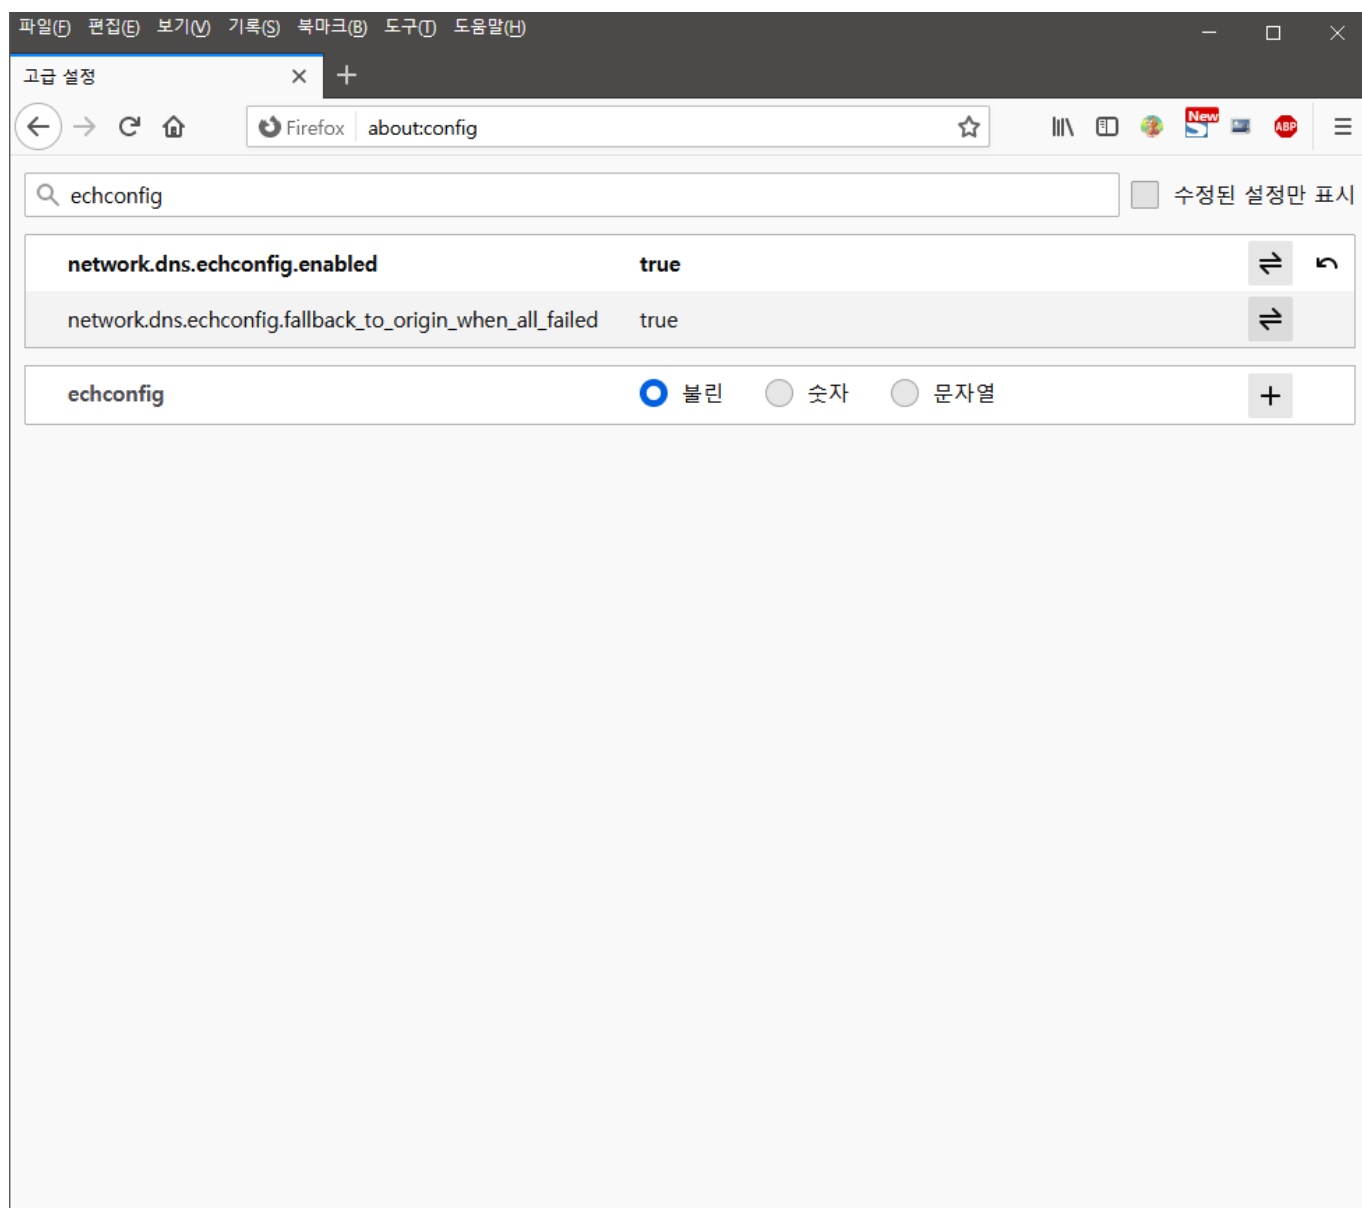 파일(F) 편집(E) 보기(V) 기록(S) 북마크(B) 도구(T) 도움말(H)
고급 설정
Firefox about:config New S ABP
echconfig 수정된 설정만 표시
network.dns.echconfig.enabled true
network.dns.echconfig.fallback_to_origin_when_all_failed true
echconfig 불린 숫자 문자열